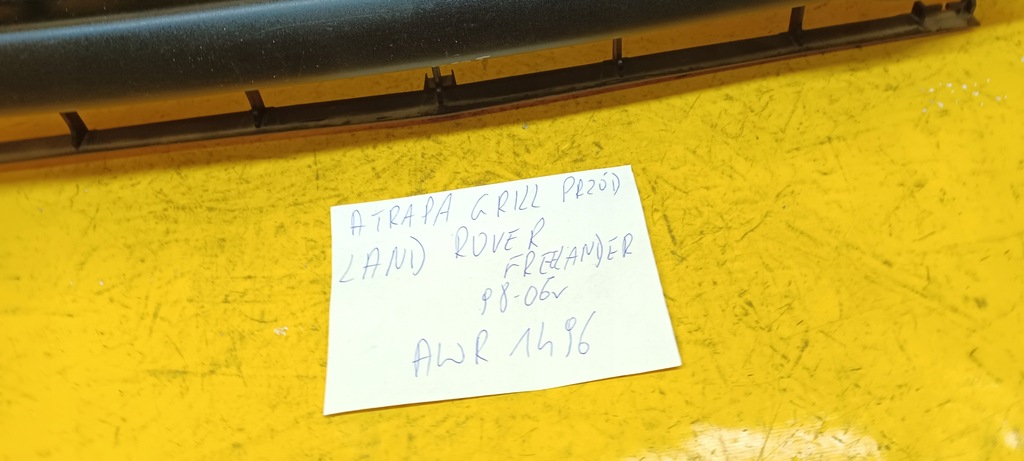 ATRAPA GRILL PRZÓD
LAND ROVER
FREELANDER
98-06r
AWR 1496